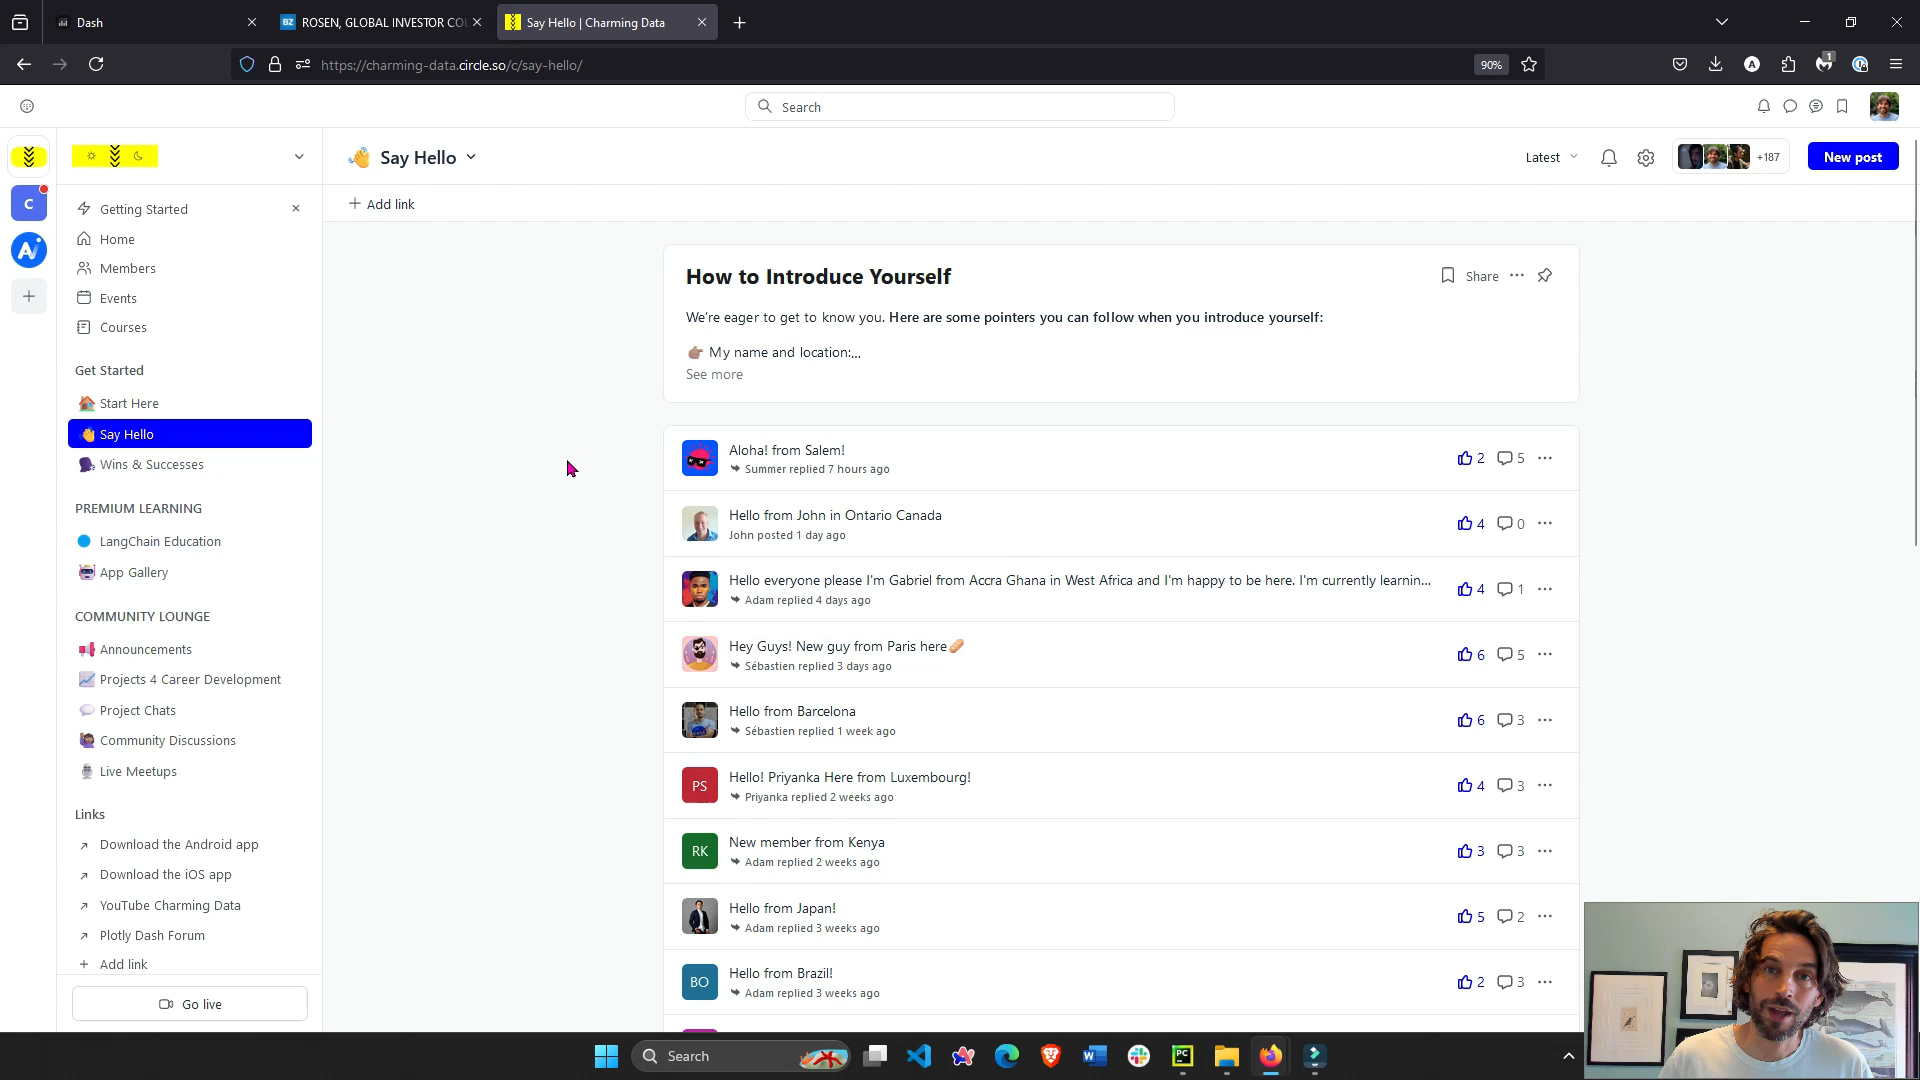 Dash
BZ ROSEN, GLOBAL INVESTOR CO
Say Hello | Charming Data
https://charming-data.circle.so/c/say-hello/
90%
A
1
Search
Say Hello
Latest
+187
New post
C
Getting Started
Add link
Home
Members
Events
Courses
Get Started
Start Here
Say Hello
Wins & Successes
PREMIUM LEARNING
LangChain Education
App Gallery
COMMUNITY LOUNGE
Announcements
Projects 4 Career Development
Project Chats
Community Discussions
Live Meetups
Links
Download the Android app
Download the iOS app
YouTube Charming Data
Plotly Dash Forum
Add link
Go live
How to Introduce Yourself
Share
We're eager to get to know you. Here are some pointers you can follow when you introduce yourself:
My name and location:...
See more
Aloha! from Salem!
Summer replied 7 hours ago
2 5
Hello from John in Ontario Canada
John posted 1 day ago
4 0
Hello everyone please I'm Gabriel from Accra Ghana in West Africa and I'm happy to be here. I'm currently learnin...
Adam replied 4 days ago
4 1
Hey Guys! New guy from Paris here
Sébastien replied 3 days ago
6 5
Hello from Barcelona
Sébastien replied 1 week ago
6 3
PS
Hello! Priyanka Here from Luxembourg!
Priyanka replied 2 weeks ago
4 3
RK
New member from Kenya
Adam replied 2 weeks ago
3 3
Hello from Japan!
Adam replied 3 weeks ago
5 2
BO
Hello from Brazil!
Adam replied 3 weeks ago
2 3
Search
PC